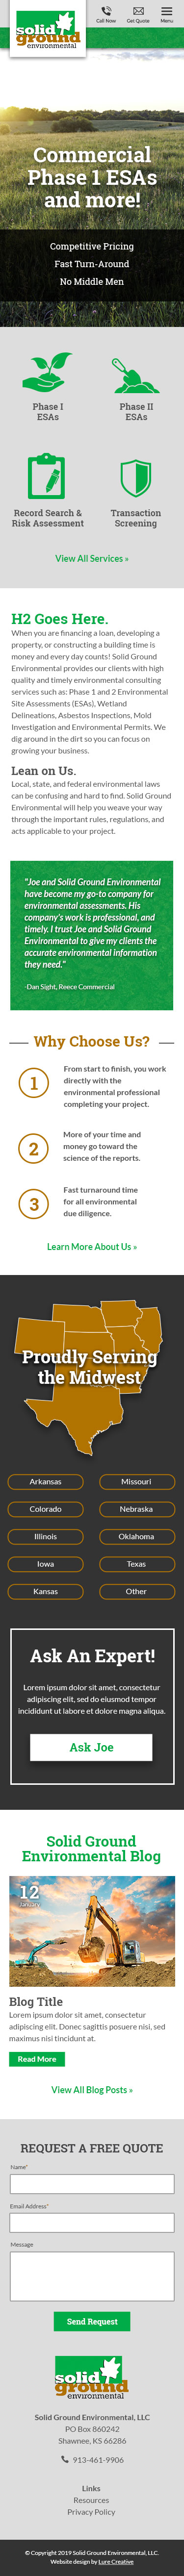 solid
ground
environmental
Call Now
Get Quote
Menu
Commercial
Phase 1 ESAs
and more!
Competitive Pricing
Fast Turn-Around
No Middle Men
Phase I
ESAs
Phase II
ESAs
Record Search &
Risk Assessment
Transaction
Screening
View All Services »
H2 Goes Here.
When you are financing a loan, developing a
property, or constructing a building time is
money and every day counts! Solid Ground
Environmental provides our clients with high
quality and timely environmental consulting
services such as: Phase 1 and 2 Environmental
Site Assessments (ESAs), Wetland
Delineations, Asbestos Inspections, Mold
Investigation and Environmental Permits. We
dig around in the dirt so you can focus on
growing your business.
Lean on Us.
Local, state, and federal environmental laws
can be confusing and hard to find. Solid Ground
Environmental will help you weave your way
through the important rules, regulations, and
acts applicable to your project.
"Joe and Solid Ground Environmental
have become my go-to company for
environmental assessments. His
company's work is professional, and
timely. I trust Joe and Solid Ground
Environmental to give my clients the
accurate environmental information
they need."
-Dan Sight, Reece Commercial
Why Choose Us?
1
From start to finish, you work
directly with the
environmental professional
completing your project.
2
More of your time and
money go toward the
science of the reports.
3
Fast turnaround time
for all environmental
due diligence.
Learn More About Us »
Proudly Serving
the Midwest
Arkansas
Missouri
Colorado
Nebraska
Illinois
Oklahoma
Iowa
Texas
Kansas
Other
Ask An Expert!
Lorem ipsum dolor sit amet, consectetur
adipiscing elit, sed do eiusmod tempor
incididunt ut labore et dolore magna aliqua.
Ask Joe
Solid Ground
Environmental Blog
12
January
Blog Title
Lorem ipsum dolor sit amet, consectetur
adipiscing elit. Donec sagittis posuere nisi, sed
maximus nisi tincidunt at.
Read More
View All Blog Posts »
REQUEST A FREE QUOTE
Name*
Email Address*
Message
Send Request
solid
ground
environmental
Solid Ground Environmental, LLC
PO Box 860242
Shawnee, KS 66286
913-461-9906
Links
Resources
Privacy Policy
© Copyright 2019 Solid Ground Environmental, LLC.
Website design by Lure Creative